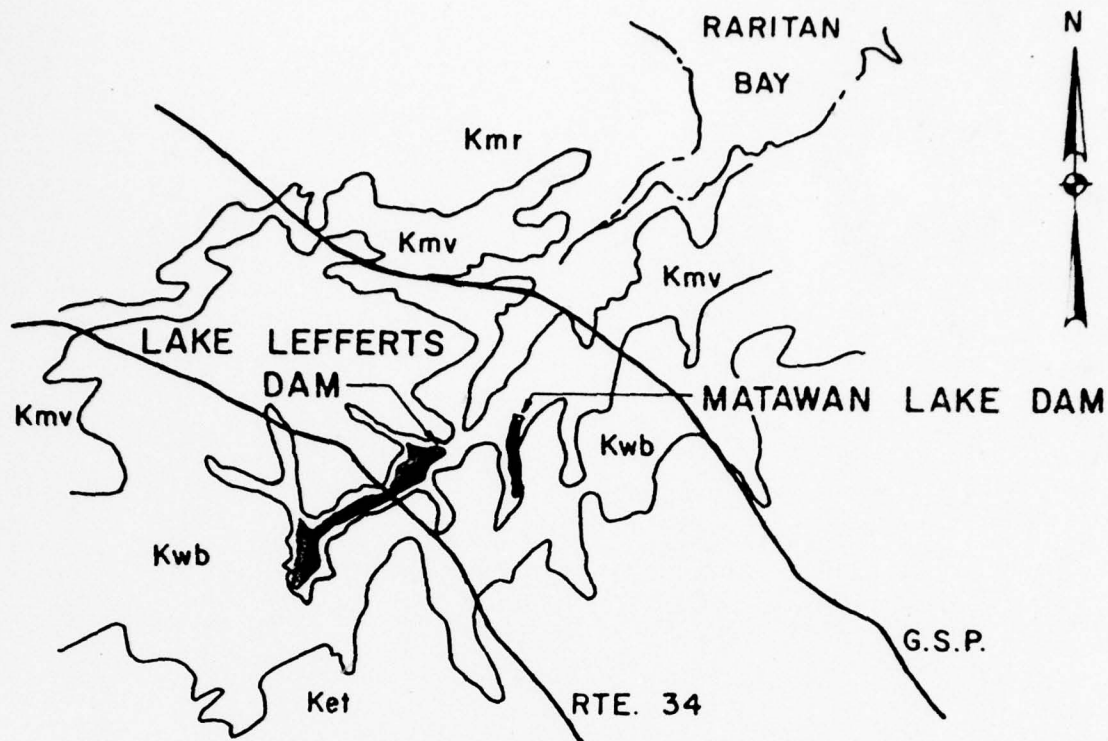 RARITAN
BAY
N
Kmr
Kmv
Kmv
LAKE LEFFERTS
DAM
MATAWAN LAKE DAM
Kmv
Kwb
Kwb
G.S.P.
Ket
RTE. 34